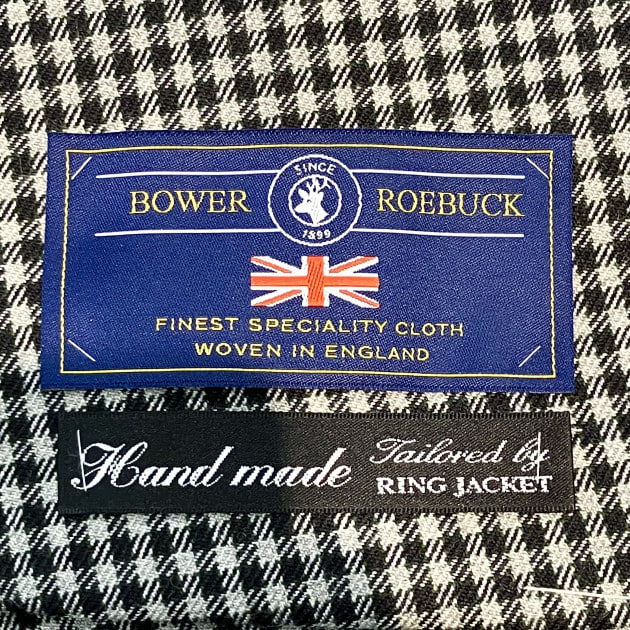 SINCE
BOWER ROEBUCK
1899
FINEST SPECIALITY CLOTH
WOVEN IN ENGLAND
Hand made
Tailored by
RING JACKET